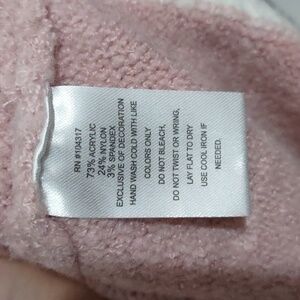 RN #104317
73% ACRYLIC
24% NYLON
3% SPANDEX
EXCLUSIVE OF DECORATION
HAND WASH COLD WITH LIKE
COLORS ONLY
DO NOT BLEACH,
DO NOT TWIST OR WRING,
LAY FLAT TO DRY
USE COOL IRON IF
NEEDED.